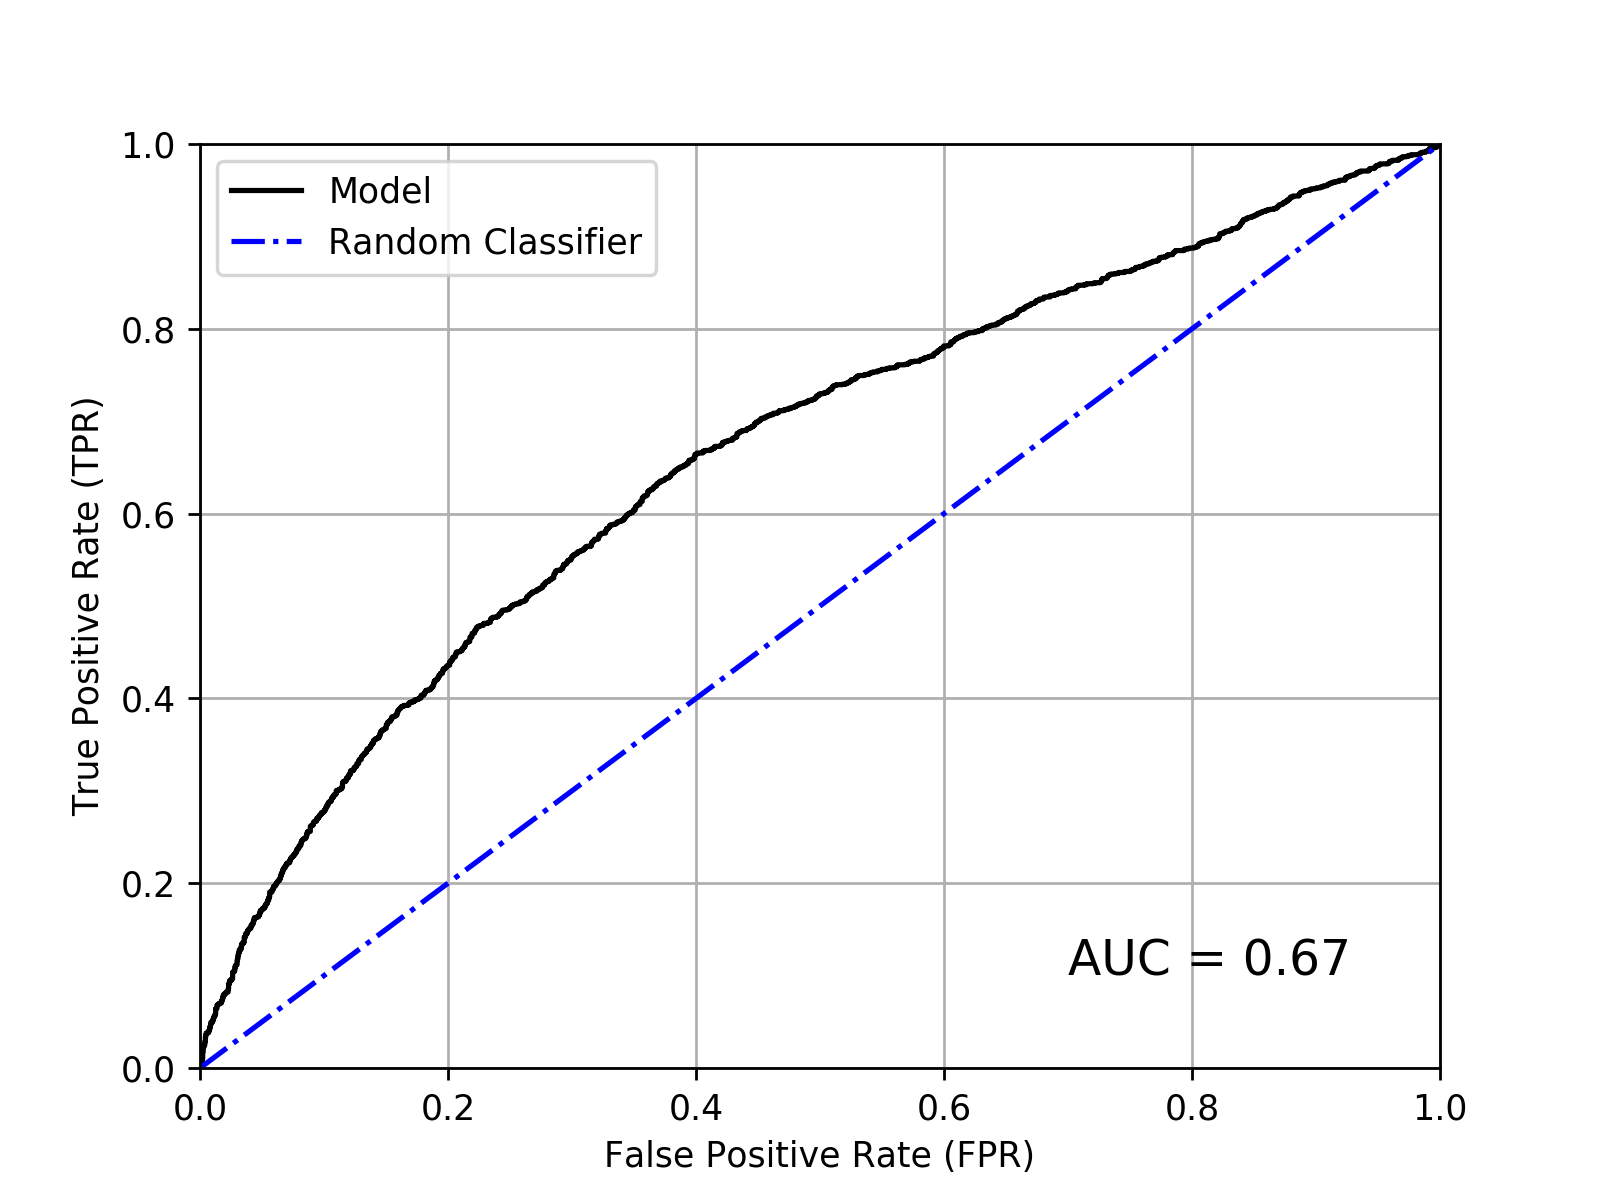 Model
Random Classifier
1.0
0.8
0.6
0.4
0.2
0.0
True Positive Rate (TPR)
AUC = 0.67
0.0 0.2 0.4 0.6 0.8 1.0
False Positive Rate (FPR)